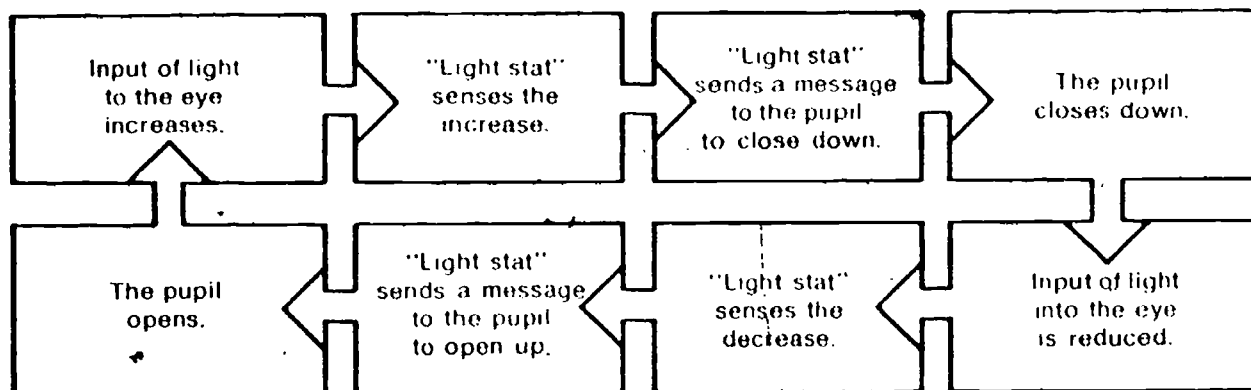 Input of light
to the eye
increases.
"Light stat"
senses the
increase.
"Light stat"
sends a message
to the pupil
to close down.
The pupil
closes down.
Input of light
into the eye
is reduced.
"Light stat"
senses the
decrease.
"Light stat"
sends a message
to the pupil
to open up.
The pupil
opens.